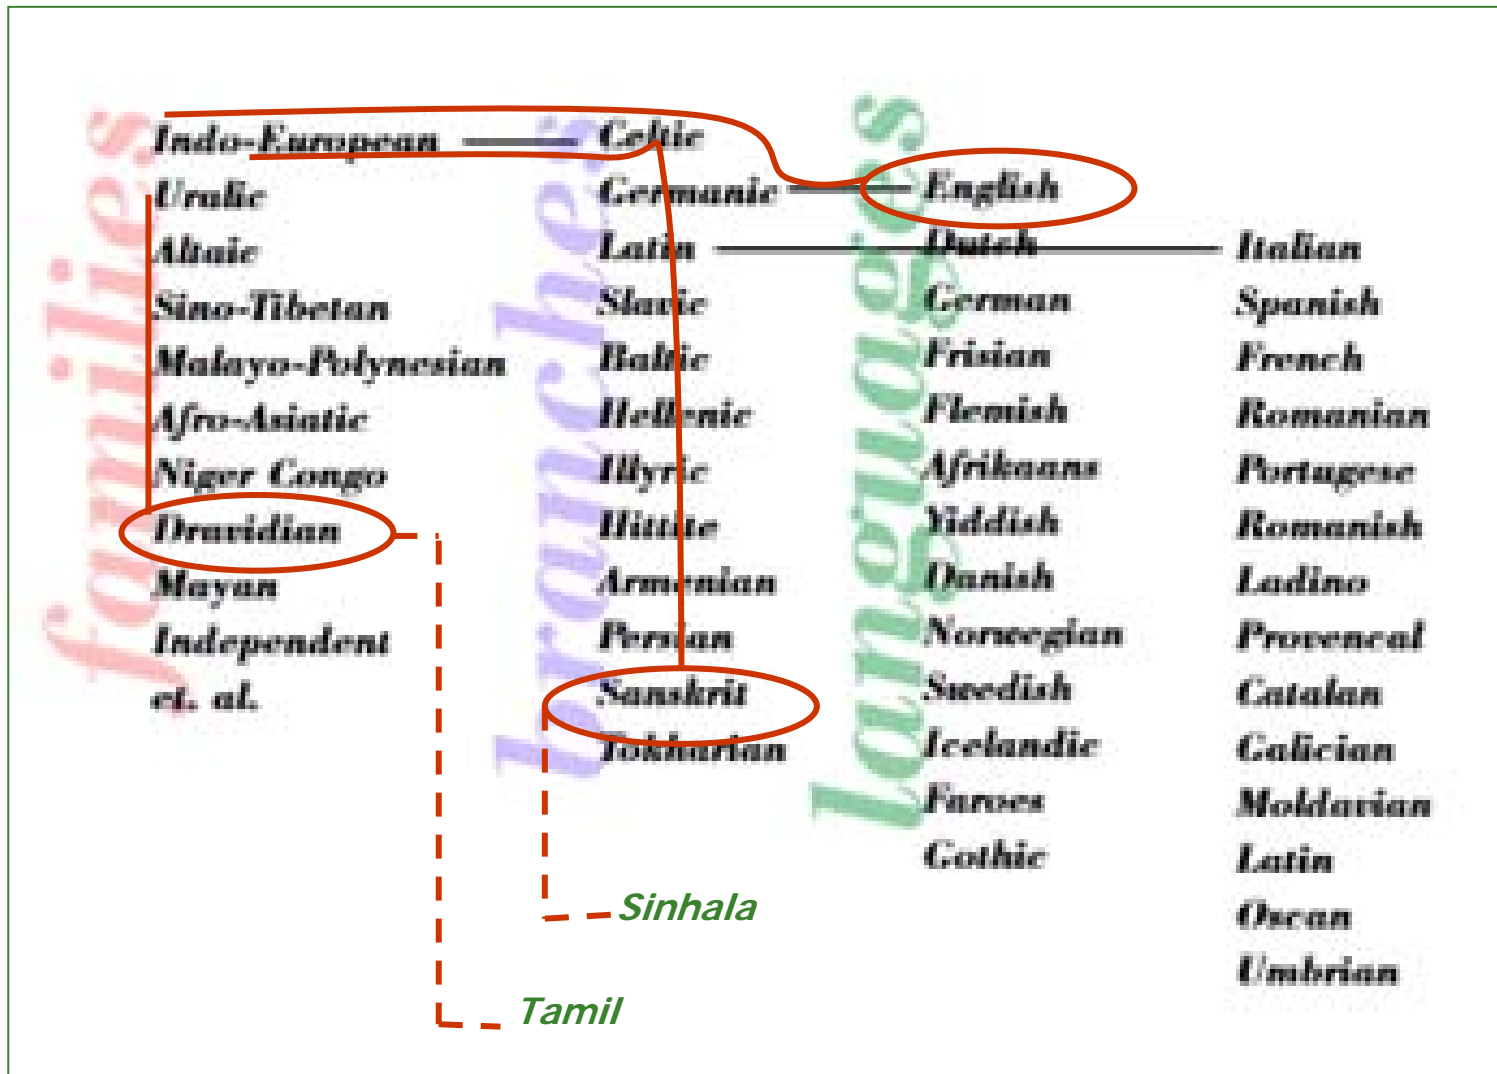 families
Indo-European
Uralic
Altaic
Sino-Tibetan
Malayo-Polynesian
Afro-Asiatic
Niger Congo
Dravidian
Mayan
Independent
et. al.
branches
Celtic
Germanic
Latin
Slavic
Baltic
Hellenic
Illyric
Hittite
Armenian
Persian
Sanskrit
Tokharian
languages
English
Dutch
German
Frisian
Flemish
Afrikaans
Yiddish
Danish
Norwegian
Swedish
Icelandic
Faroes
Gothic
Italian
Spanish
French
Romanian
Portugese
Romanish
Ladino
Provencal
Catalan
Galician
Moldavian
Latin
Oscan
Umbrian
Sinhala
Tamil